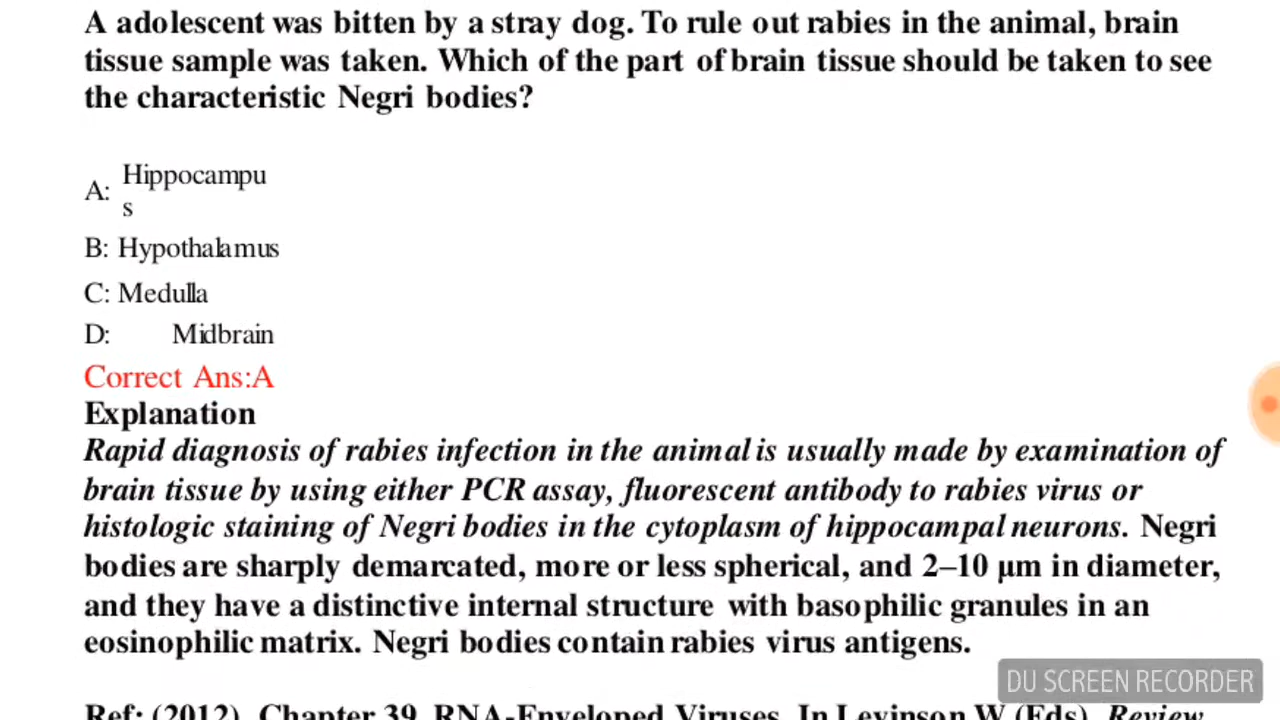 A adolescent was bitten by a stray dog. To rule out rabies in the animal, brain
tissue sample was taken. Which of the part of brain tissue should be taken to see
the characteristic Negri bodies?
A: Hippocampu
s
B: Hypothalamus
C: Medulla
D: Midbrain
Correct Ans:A
Explanation
Rapid diagnosis of rabies infection in the animal is usually made by examination of
brain tissue by using either PCR assay, fluorescent antibody to rabies virus or
histologic staining of Negri bodies in the cytoplasm of hippocampal neurons. Negri
bodies are sharply demarcated, more or less spherical, and 2–10 μm in diameter,
and they have a distinctive internal structure with basophilic granules in an
eosinophilic matrix. Negri bodies contain rabies virus antigens.
DU SCREEN RECORDER
Ref: (2012). Chapter 39. RNA-Enveloped Viruses. In Levinson W (Eds), Review